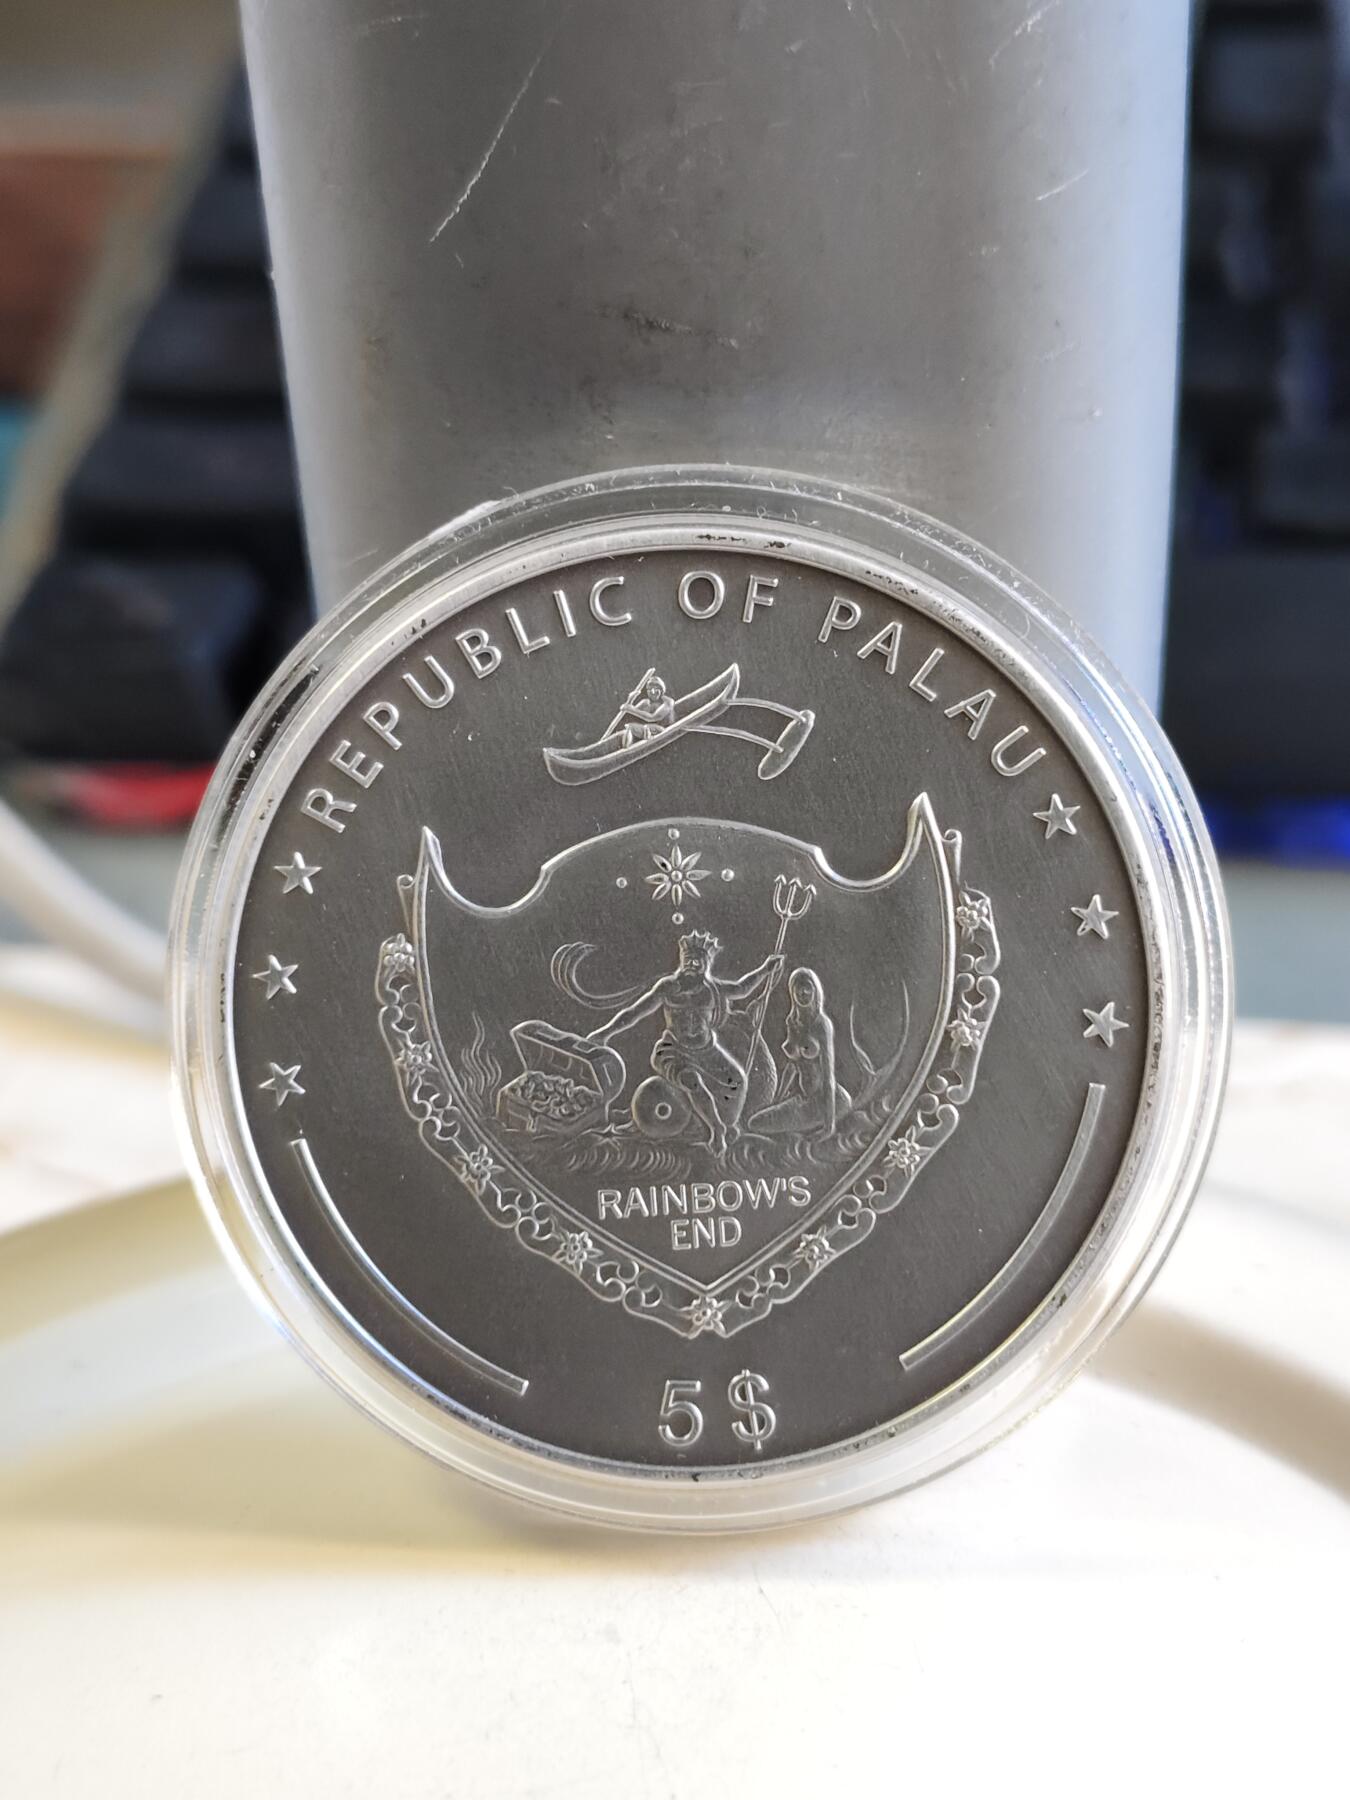 REPUBLIC OF PALAU
RAINBOW'S
END
5 $